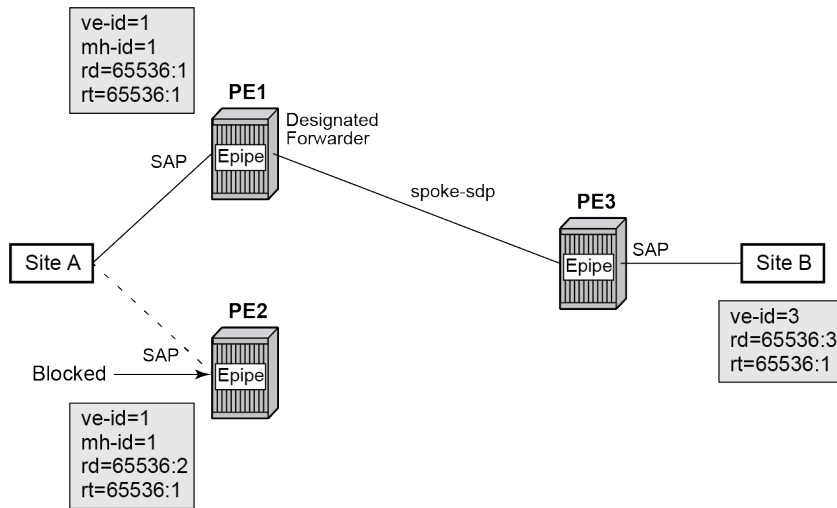 ve-id=1
mh-id=1
rd=65536:1
rt=65536:1
PE1
Designated
Forwarder
Epipe
SAP
spoke-sdp
PE3
Site A
Epipe
SAP
Site B
PE2
SAP
Blocked
Epipe
ve-id=3
rd=65536:3
rt=65536:1
ve-id=1
mh-id=1
rd=65536:2
rt=65536:1